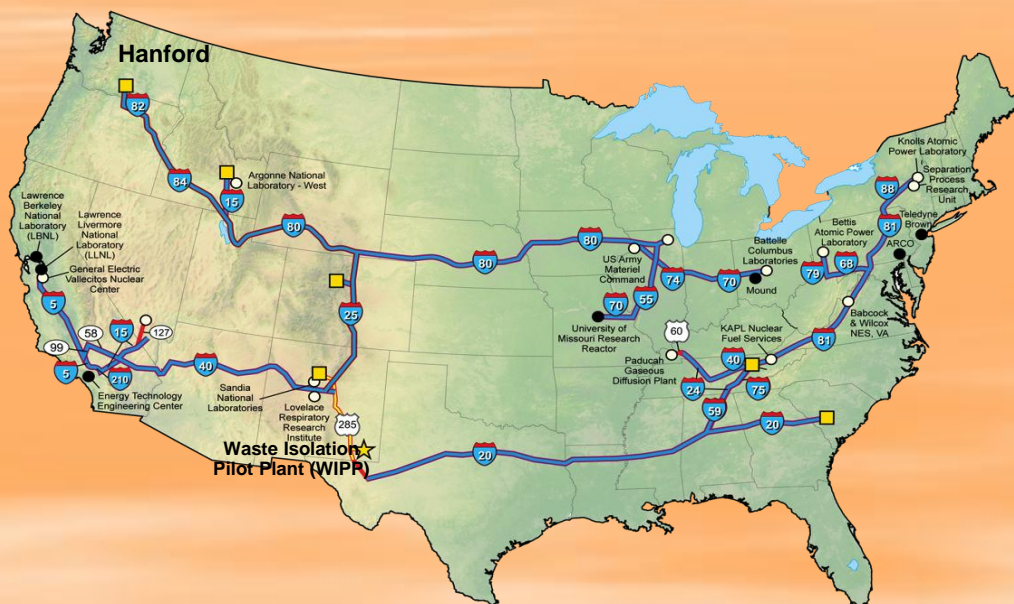 Hanford
82
84
15
Argonne National
Laboratory - West
80
80
80
Lawrence
Berkeley
National
Laboratory
(LBNL)
Lawrence
Livermore
National
Laboratory
(LLNL)
General Electric
Vallecitos Nuclear
Center
5
58
15
127
99
5
210
40
Energy Technology
Engineering Center
25
Sandia
National
Laboratories
Lovelace
Respiratory
Research
Institute
285
Waste Isolation
Pilot Plant (WIPP)
20
US Army
Materiel
Command
74
70
Battelle
Columbus
Laboratories
Mound
70
55
University of
Missouri Research
Reactor
60
Paducah
Gaseous
Diffusion Plant
KAPL Nuclear
Fuel Services
40
24
75
59
20
81
Babcock
& Wilcox
NES, VA
Bettis
Atomic Power
Laboratory
79
68
Knolls Atomic
Power Laboratory
Separation
Process
Research
Unit
88
81
Teledyne
Brown
ARCO